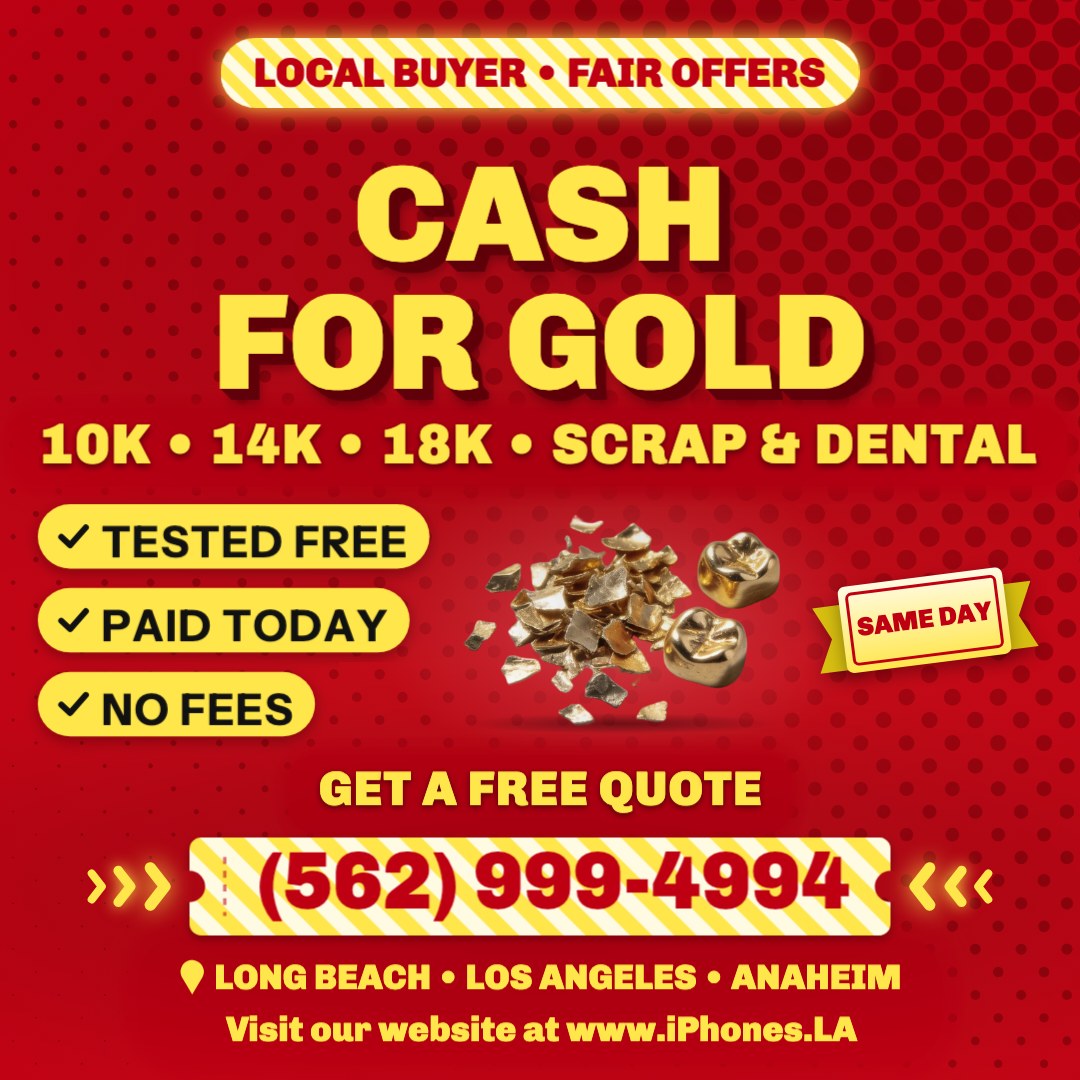 LOCAL BUYER • FAIR OFFERS
CASH
FOR GOLD
10K • 14K • 18K • SCRAP & DENTAL
✓ TESTED FREE
✓ PAID TODAY
✓ NO FEES
SAME DAY
GET A FREE QUOTE
(562) 999-4994
LONG BEACH • LOS ANGELES • ANAHEIM
Visit our website at www.iPhones.LA